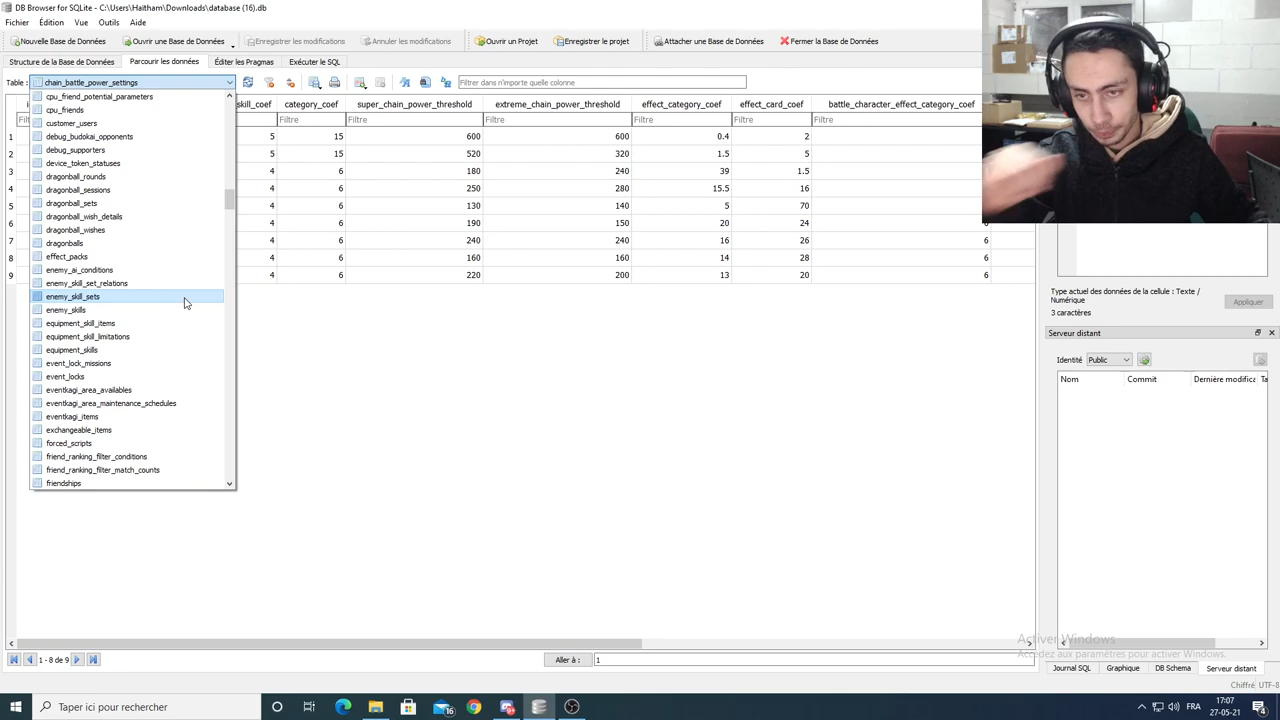 DB Browser for SQLite - C:\Users\Haitham\Downloads\database (16).db
Fichier Édition Vue Outils Aide
Nouvelle Base de Données Ouvrir une Base de Données Enregistrer les modifications Annuler les modifications Ouvrir un Projet Enregistrer le projet Attacher une Base de Données Fermer la Base de Données
Structure de la Base de Données Parcourir les données Éditer les Pragmas Exécuter le SQL
Table : chain_battle_power_settings Filtrer dans n'importe quelle colonne
skill_coef category_coef super_chain_power_threshold extreme_chain_power_threshold effect_category_coef effect_card_coef battle_character_effect_category_coef
Filtre Filtre Filtre Filtre Filtre Filtre
1 5 15 600 600 0.4 2
2 5 15 520 320 1.5 5
3 4 6 180 240 39 1.5
4 4 6 250 280 15.5 16
5 4 6 130 140 5 70
6 4 6 190 150 20 24 6
7 4 6 240 240 16 26 6
8 4 6 160 160 14 28 6
9 4 6 220 200 13 20 6
cpu_friend_potential_parameters
cpu_friends
customer_users
debug_budokai_opponents
debug_supporters
device_token_statuses
dragonball_rounds
dragonball_sessions
dragonball_sets
dragonball_wish_details
dragonball_wishes
dragonballs
effect_packs
enemy_ai_conditions
enemy_skill_set_relations
enemy_skill_sets
enemy_skills
equipment_skill_items
equipment_skill_limitations
equipment_skills
event_lock_missions
event_locks
eventkagi_area_availables
eventkagi_area_maintenance_schedules
eventkagi_items
exchangeable_items
forced_scripts
friend_ranking_filter_conditions
friend_ranking_filter_match_counts
friendships
Type actuel des données de la cellule : Texte /
Numérique
3 caractères
Appliquer
Serveur distant
Identité Public
Nom Commit Dernière modifica Ta
Activer Windows
Accédez aux paramètres pour activer Windows.
1 - 8 de 9 Aller à : 1
Journal SQL Graphique DB Schema Serveur distant
Chiffré UTF-8
Taper ici pour rechercher
16
FRA
17:07
27-05-21
4